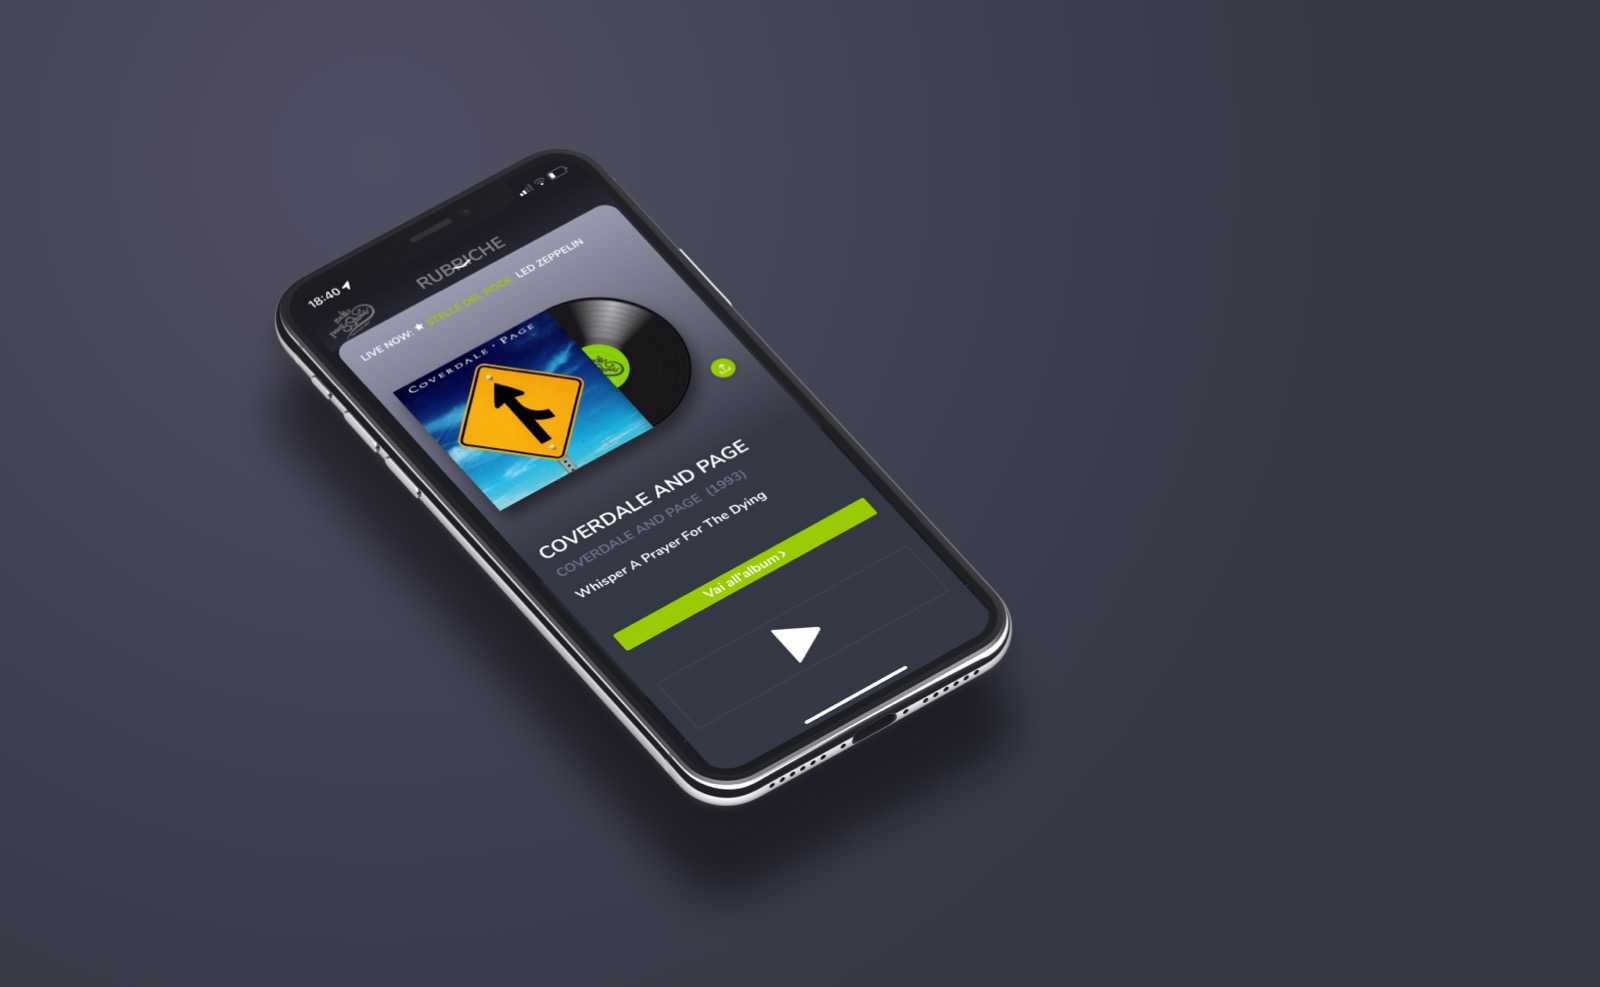 18:40
RUBRICHE
LIVE NOW: ★ STELLE DEL ROCK LED ZEPPELIN
COVERDALE • PAGE
COVERDALE AND PAGE
COVERDALE AND PAGE (1993)
Whisper A Prayer For The Dying
Vai all'album ›